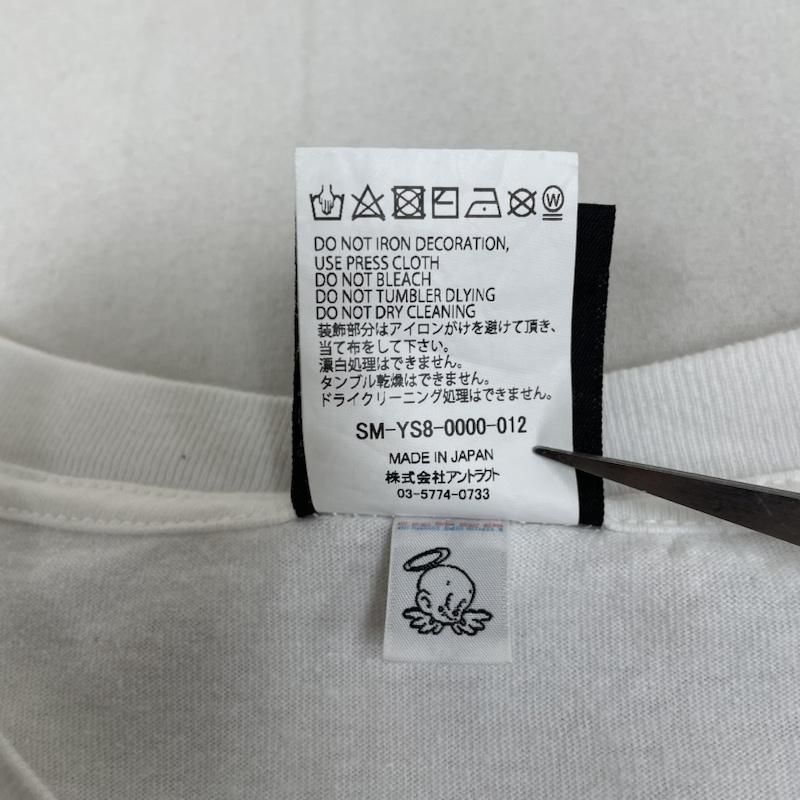 W
DO NOT IRON DECORATION,
USE PRESS CLOTH
DO NOT BLEACH
DO NOT TUMBLER DLYING
DO NOT DRY CLEANING
装飾部分はアイロンがけを避けて頂き、
当て布をして下さい。
漂白処理はできません。
タンブル乾燥はできません。
ドライクリーニング処理はできません。
SM-YS8-0000-012
MADE IN JAPAN
株式会社アントラクト
03-5774-0733